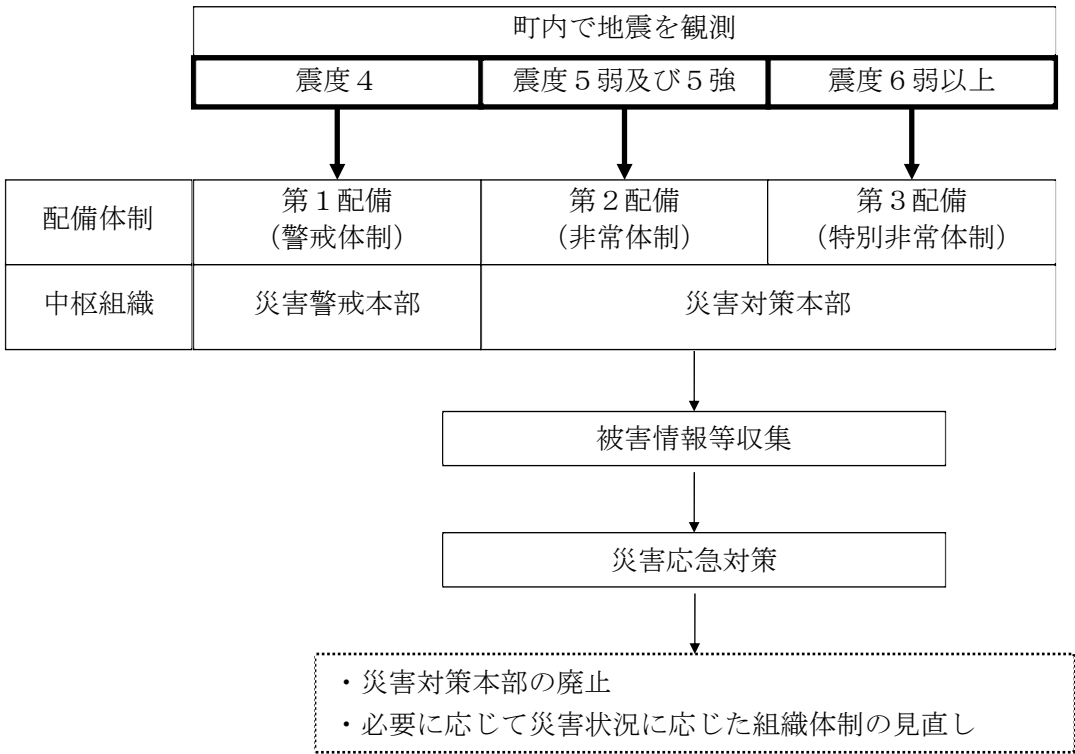 町内で地震を観測
震度４
震度５弱及び５強
震度６弱以上
配備体制
第１配備
（警戒体制）
第２配備
（非常体制）
第３配備
（特別非常体制）
中枢組織
災害警戒本部
災害対策本部
被害情報等収集
災害応急対策
・災害対策本部の廃止
・必要に応じて災害状況に応じた組織体制の見直し